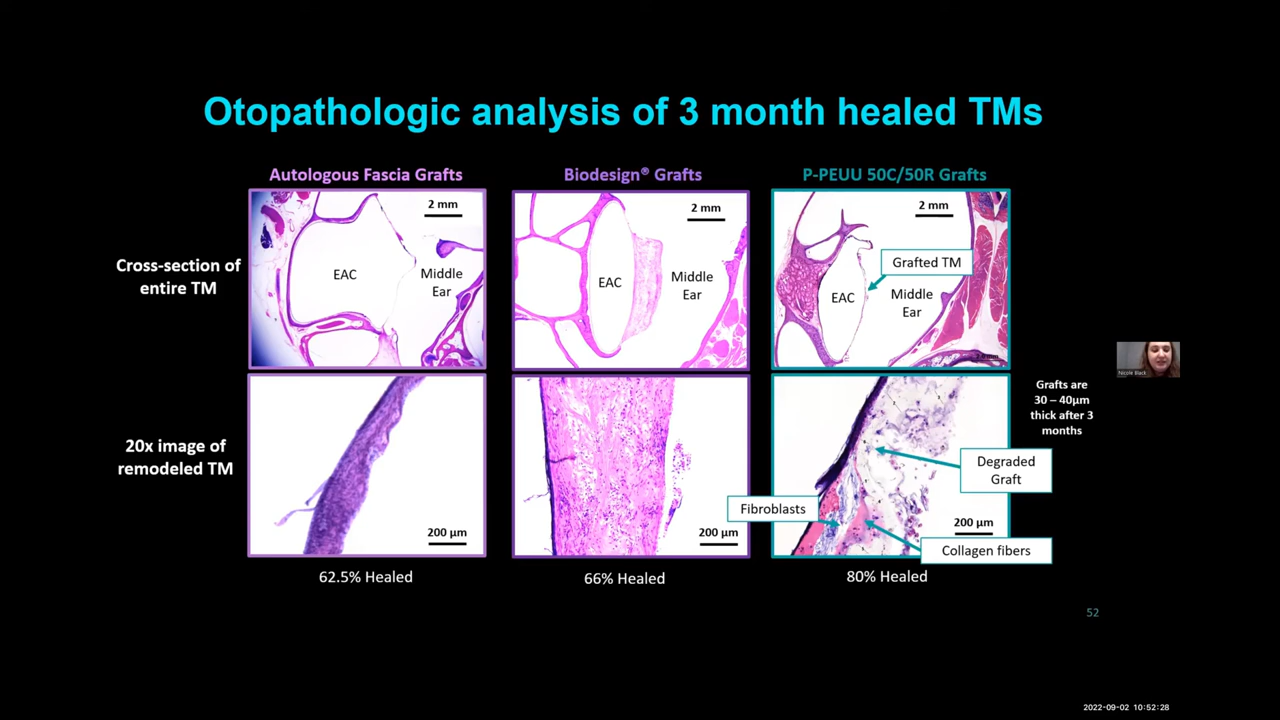 Otopathologic analysis of 3 month healed TMs
Autologous Fascia Grafts
Biodesign® Grafts
P-PEUU 50C/50R Grafts
Cross-section of
entire TM
2 mm
EAC
Middle
Ear
2 mm
EAC
Middle
Ear
2 mm
Grafted TM
EAC
Middle
Ear
Nicole Black
Grafts are
30 – 40µm
thick after 3
months
20x image of
remodeled TM
200 µm
200 µm
Degraded
Graft
Fibroblasts
200 µm
Collagen fibers
62.5% Healed
66% Healed
80% Healed
52
2022-09-02 10:52:28